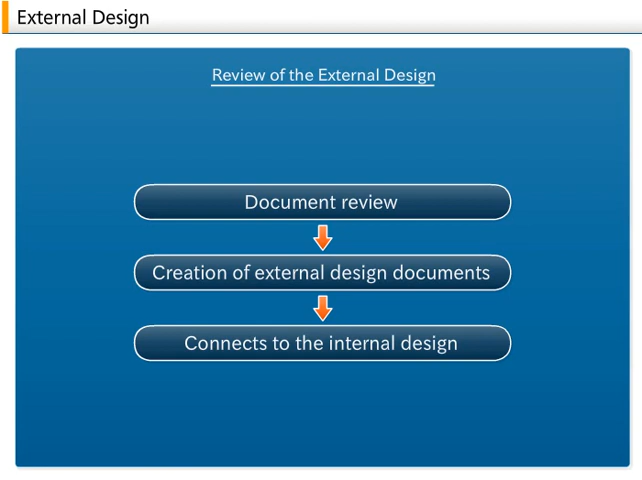 External Design
Review of the External Design
Document review
Creation of external design documents
Connects to the internal design